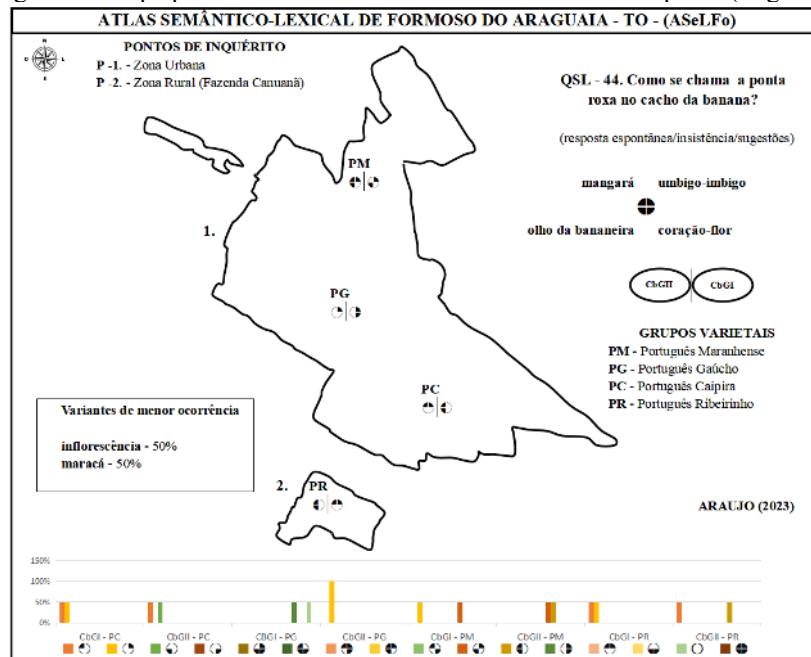 ATLAS SEMÂNTICO-LEXICAL DE FORMOSO DO ARAGUAIA - TO - (ASeLFo)
PONTOS DE INQUÉRITO
P -1. - Zona Urbana
P -2. - Zona Rural (Fazenda Canuanã)
QSL - 44. Como se chama a ponta
roxa no cacho da banana?
(resposta espontânea/insistência/sugestões)
PM
mangará umbigo-imbigo
olho da bananeira coração-flor
1.
CbGII CbGI
PG
GRUPOS VARIETAIS
PM - Português Maranhense
PG - Português Gaúcho
PC - Português Caipira
PR - Português Ribeirinho
PC
Variantes de menor ocorrência
inflorescência - 50%
maracá - 50%
2. PR
ARAUJO (2023)
150%
100%
50%
0%
CbGI - PC CbGII - PC CBGI - PG CbGII - PG CbGI - PM CbGII - PM CbGI - PR CbGII - PR